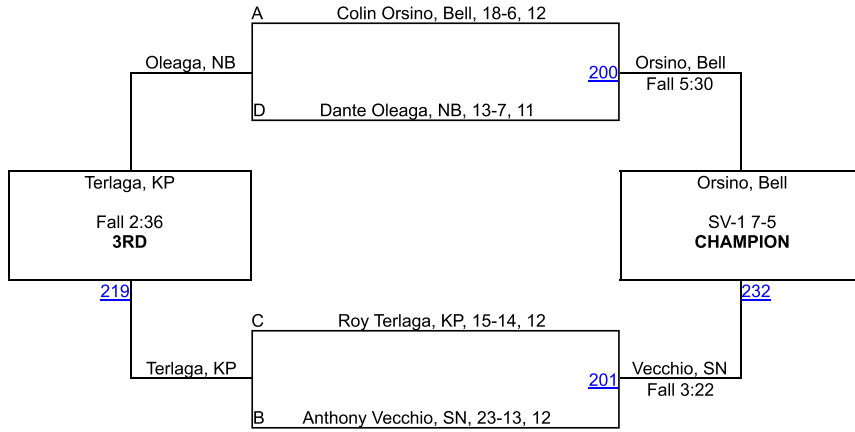 A
Colin Orsino, Bell, 18-6, 12
Oleaga, NB
200
Orsino, Bell
Fall 5:30
D
Dante Oleaga, NB, 13-7, 11
Terlaga, KP
Fall 2:36
3RD
219
Orsino, Bell
SV-1 7-5
CHAMPION
232
C
Roy Terlaga, KP, 15-14, 12
Terlaga, KP
201
Vecchio, SN
Fall 3:22
B
Anthony Vecchio, SN, 23-13, 12